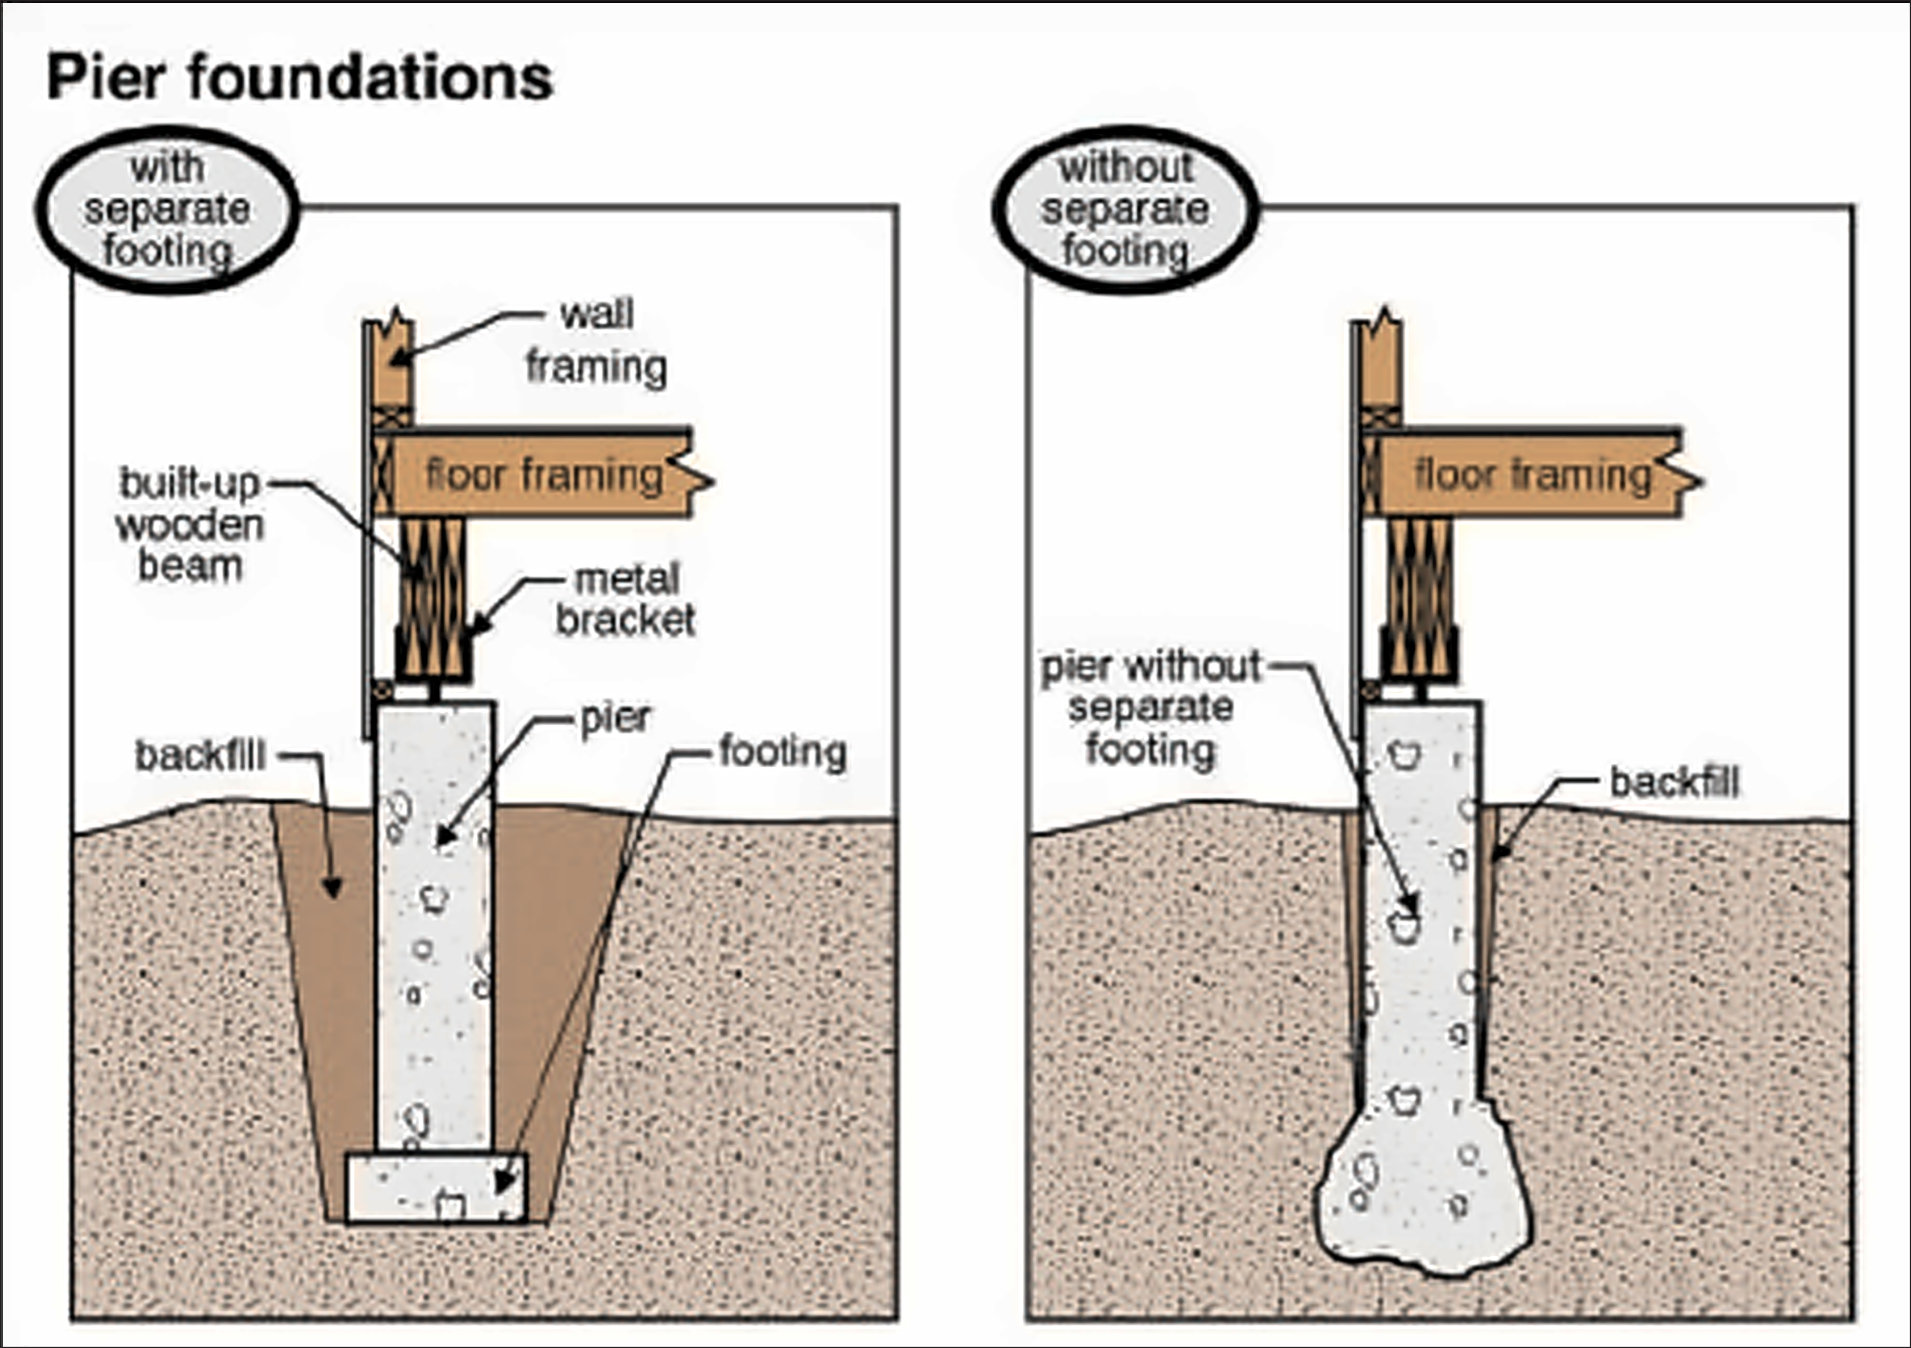 Pier foundations
with
separate
footing
wall
framing
floor framing
built-up
wooden
beam
metal
bracket
pier
backfill
footing
without
separate
footing
floor framing
pier without
separate
footing
backfill